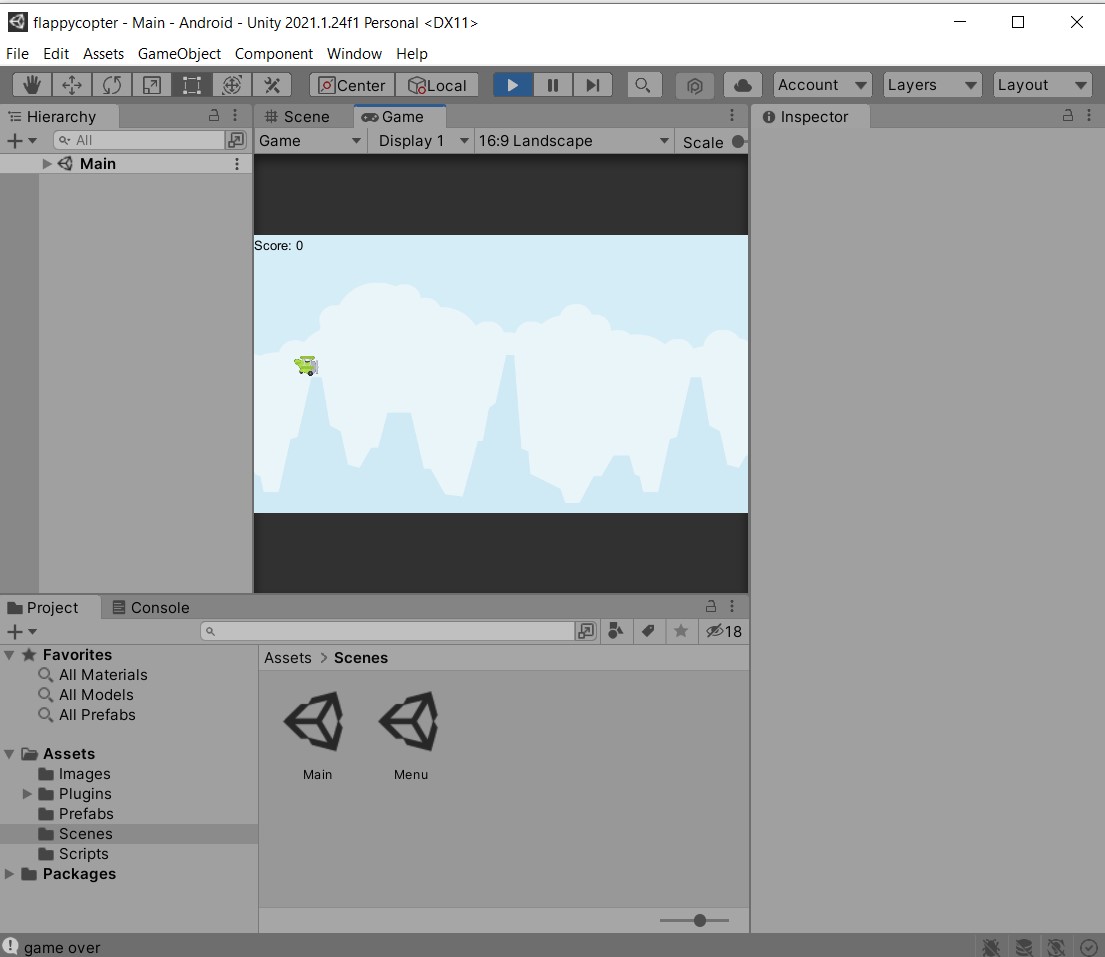 flappycopter - Main - Android - Unity 2021.1.24f1 Personal <DX11>
File Edit Assets GameObject Component Window Help
Center Local Account Layers Layout
Hierarchy Scene Game Inspector
All Game Display 1 16:9 Landscape Scale
Main
Score: 0
Project Console
18
Favorites Assets > Scenes
All Materials
All Models
All Prefabs
Assets
Images Main Menu
Plugins
Prefabs
Scenes
Scripts
Packages
game over